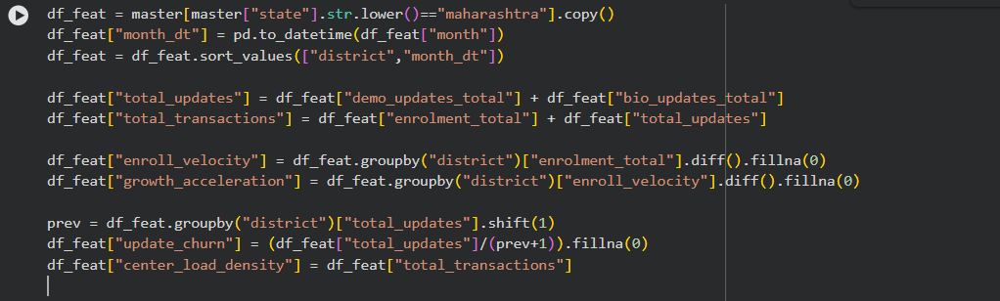 df_feat = master[master["state"].str.lower()=="maharashtra"].copy()
df_feat["month_dt"] = pd.to_datetime(df_feat["month"])
df_feat = df_feat.sort_values(["district","month_dt"])
df_feat["total_updates"] = df_feat["demo_updates_total"] + df_feat["bio_updates_total"]
df_feat["total_transactions"] = df_feat["enrolment_total"] + df_feat["total_updates"]
df_feat["enroll_velocity"] = df_feat.groupby("district")["enrolment_total"].diff().fillna(0)
df_feat["growth_acceleration"] = df_feat.groupby("district")["enroll_velocity"].diff().fillna(0)
prev = df_feat.groupby("district")["total_updates"].shift(1)
df_feat["update_churn"] = (df_feat["total_updates"]/(prev+1)).fillna(0)
df_feat["center_load_density"] = df_feat["total_transactions"]